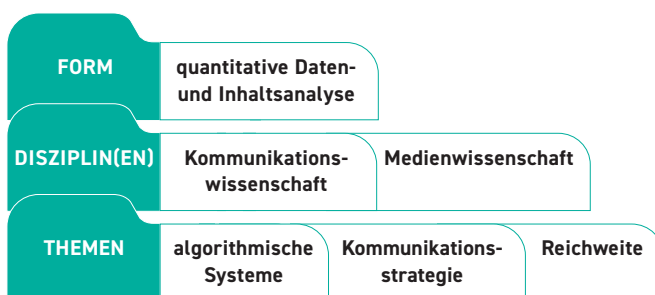 FORM
quantitative Daten-
und Inhaltsanalyse
DISZIPLIN(EN)
Kommunikations-
wissenschaft
Medienwissenschaft
THEMEN
algorithmische
Systeme
Kommunikations-
strategie
Reichweite